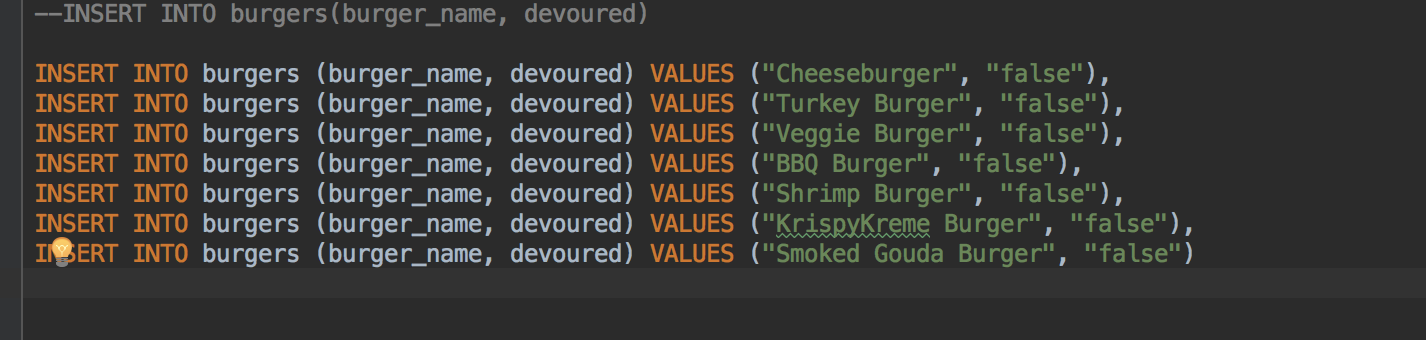 --INSERT INTO burgers(burger_name, devoured)
INSERT INTO burgers (burger_name, devoured) VALUES ("Cheeseburger", "false"),
INSERT INTO burgers (burger_name, devoured) VALUES ("Turkey Burger", "false"),
INSERT INTO burgers (burger_name, devoured) VALUES ("Veggie Burger", "false"),
INSERT INTO burgers (burger_name, devoured) VALUES ("BBQ Burger", "false"),
INSERT INTO burgers (burger_name, devoured) VALUES ("Shrimp Burger", "false"),
INSERT INTO burgers (burger_name, devoured) VALUES ("KrispyKreme Burger", "false"),
INSERT INTO burgers (burger_name, devoured) VALUES ("Smoked Gouda Burger", "false")